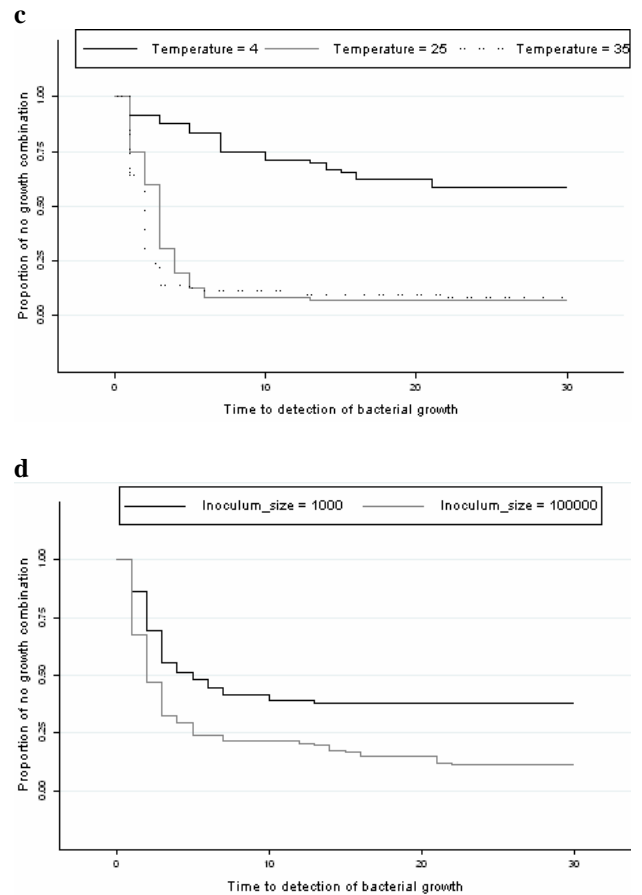 c
Temperature = 4 Temperature = 25 Temperature = 35
Proportion of no growth combination
1.00
0.75
0.50
0.25
0.00
0 10 20 30
Time to detection of bacterial growth
d
Inoculum_size = 1000 Inoculum_size = 100000
Proportion of no growth combination
1.00
0.75
0.50
0.25
0.00
0 10 20 30
Time to detection of bacterial growth